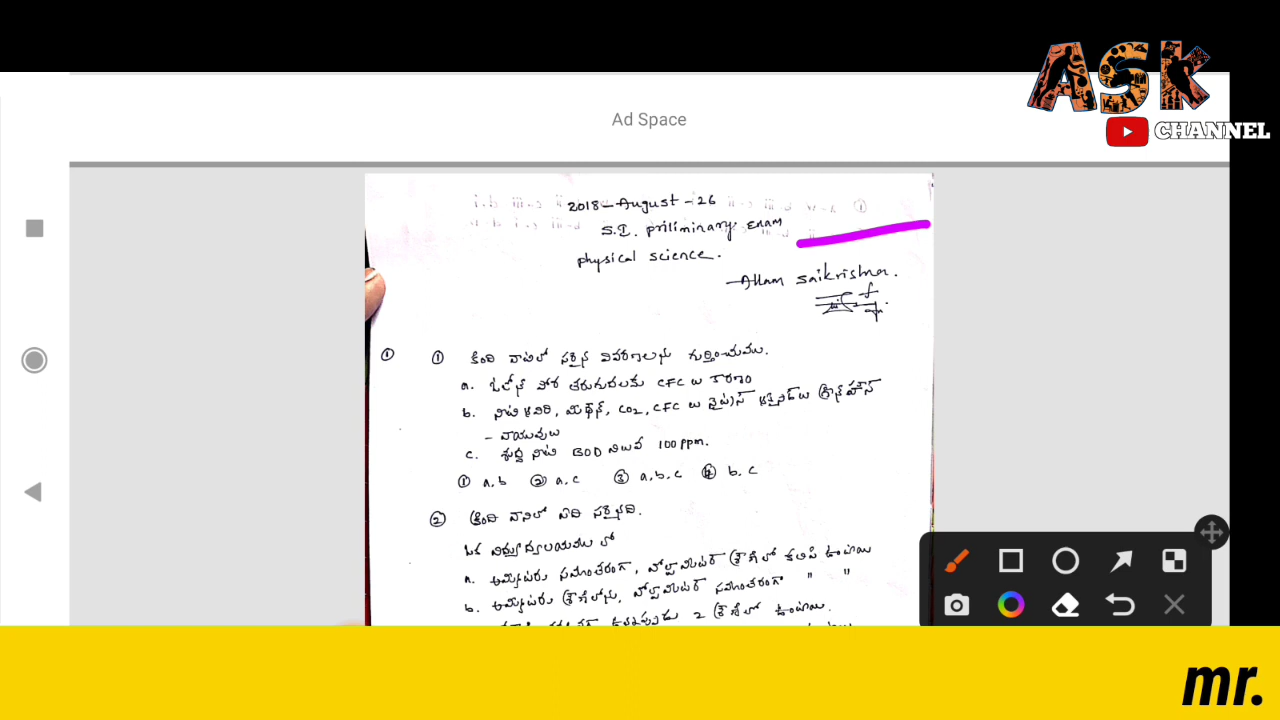 ASK
CHANNEL
Ad Space
2018 - August - 26
S.I. priliminary exam
physical science.
Allam saikrishna.
① ① కింది వాటిలో సరైన వివరణలను గుర్తించుము.
a. ఓజోన్ పొర తరుగుదలకు CFC లు కారణం
b. నీటి ఆవిరి, మిథేన్, CO2, CFC లు నైట్రస్ ఆక్సైడ్‌లు గ్రీన్ హౌస్
- వాయువులు
c. శుద్ధ నీటి BOD విలువ 100 ppm.
① a,b ② a,c ③ a,b,c ④ b,c
② క్రింది వానిలో ఏది సరైనది.
ఒక విద్యుద్వలయము లో
a. అమ్మీటరు సమాంతరంగా, వోల్టామీటర్ శ్రేణిలో కలిపి ఉంటాయి
b. అమ్మీటరు శ్రేణిలోను, వోల్టామీటర్ సమాంతరంగా " "
2 శ్రేణిలో ఉంటాయి.
mr.